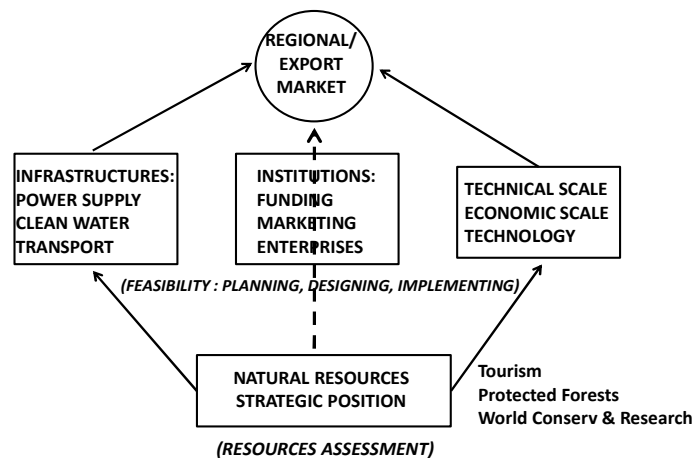 REGIONAL/
EXPORT
MARKET
INFRASTRUCTURES:
POWER SUPPLY
CLEAN WATER
TRANSPORT
INSTITUTIONS:
FUNDING
MARKETING
ENTERPRISES
TECHNICAL SCALE
ECONOMIC SCALE
TECHNOLOGY
(FEASIBILITY : PLANNING, DESIGNING, IMPLEMENTING)
NATURAL RESOURCES
STRATEGIC POSITION
Tourism
Protected Forests
World Conserv & Research
(RESOURCES ASSESSMENT)